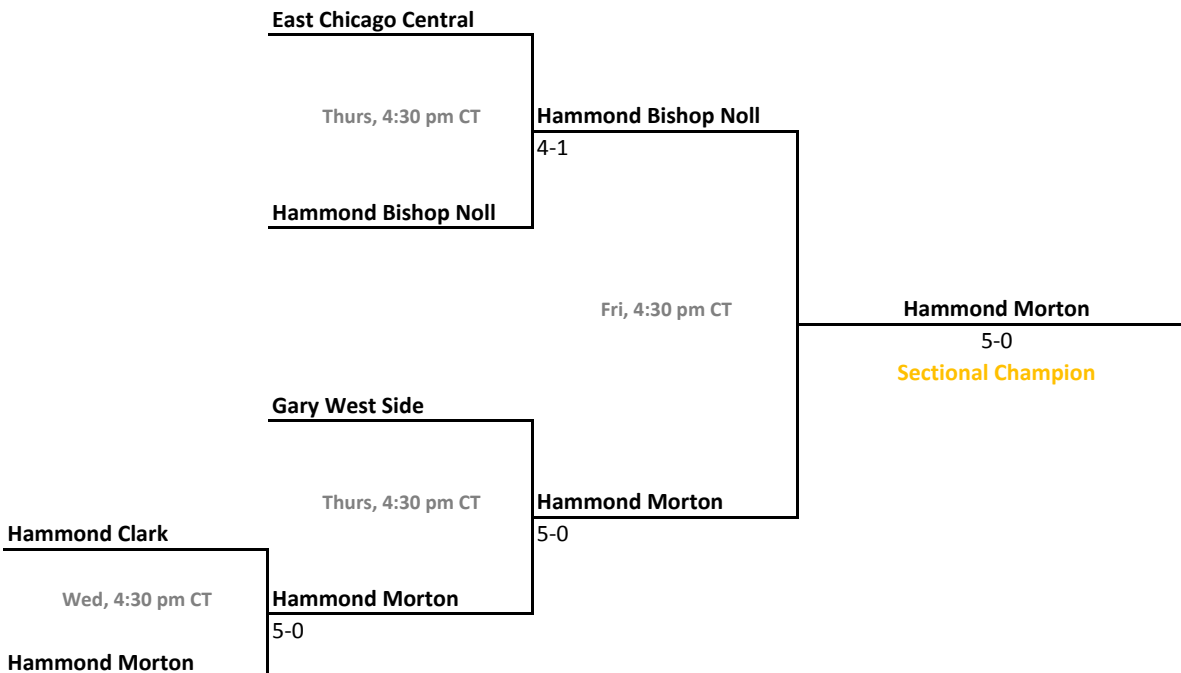 East Chicago Central
Thurs, 4:30 pm CT
Hammond Bishop Noll
4-1
Hammond Bishop Noll
Fri, 4:30 pm CT
Hammond Morton
5-0
Sectional Champion
Gary West Side
Thurs, 4:30 pm CT
Hammond Morton
5-0
Hammond Clark
Wed, 4:30 pm CT
Hammond Morton
5-0
Hammond Morton